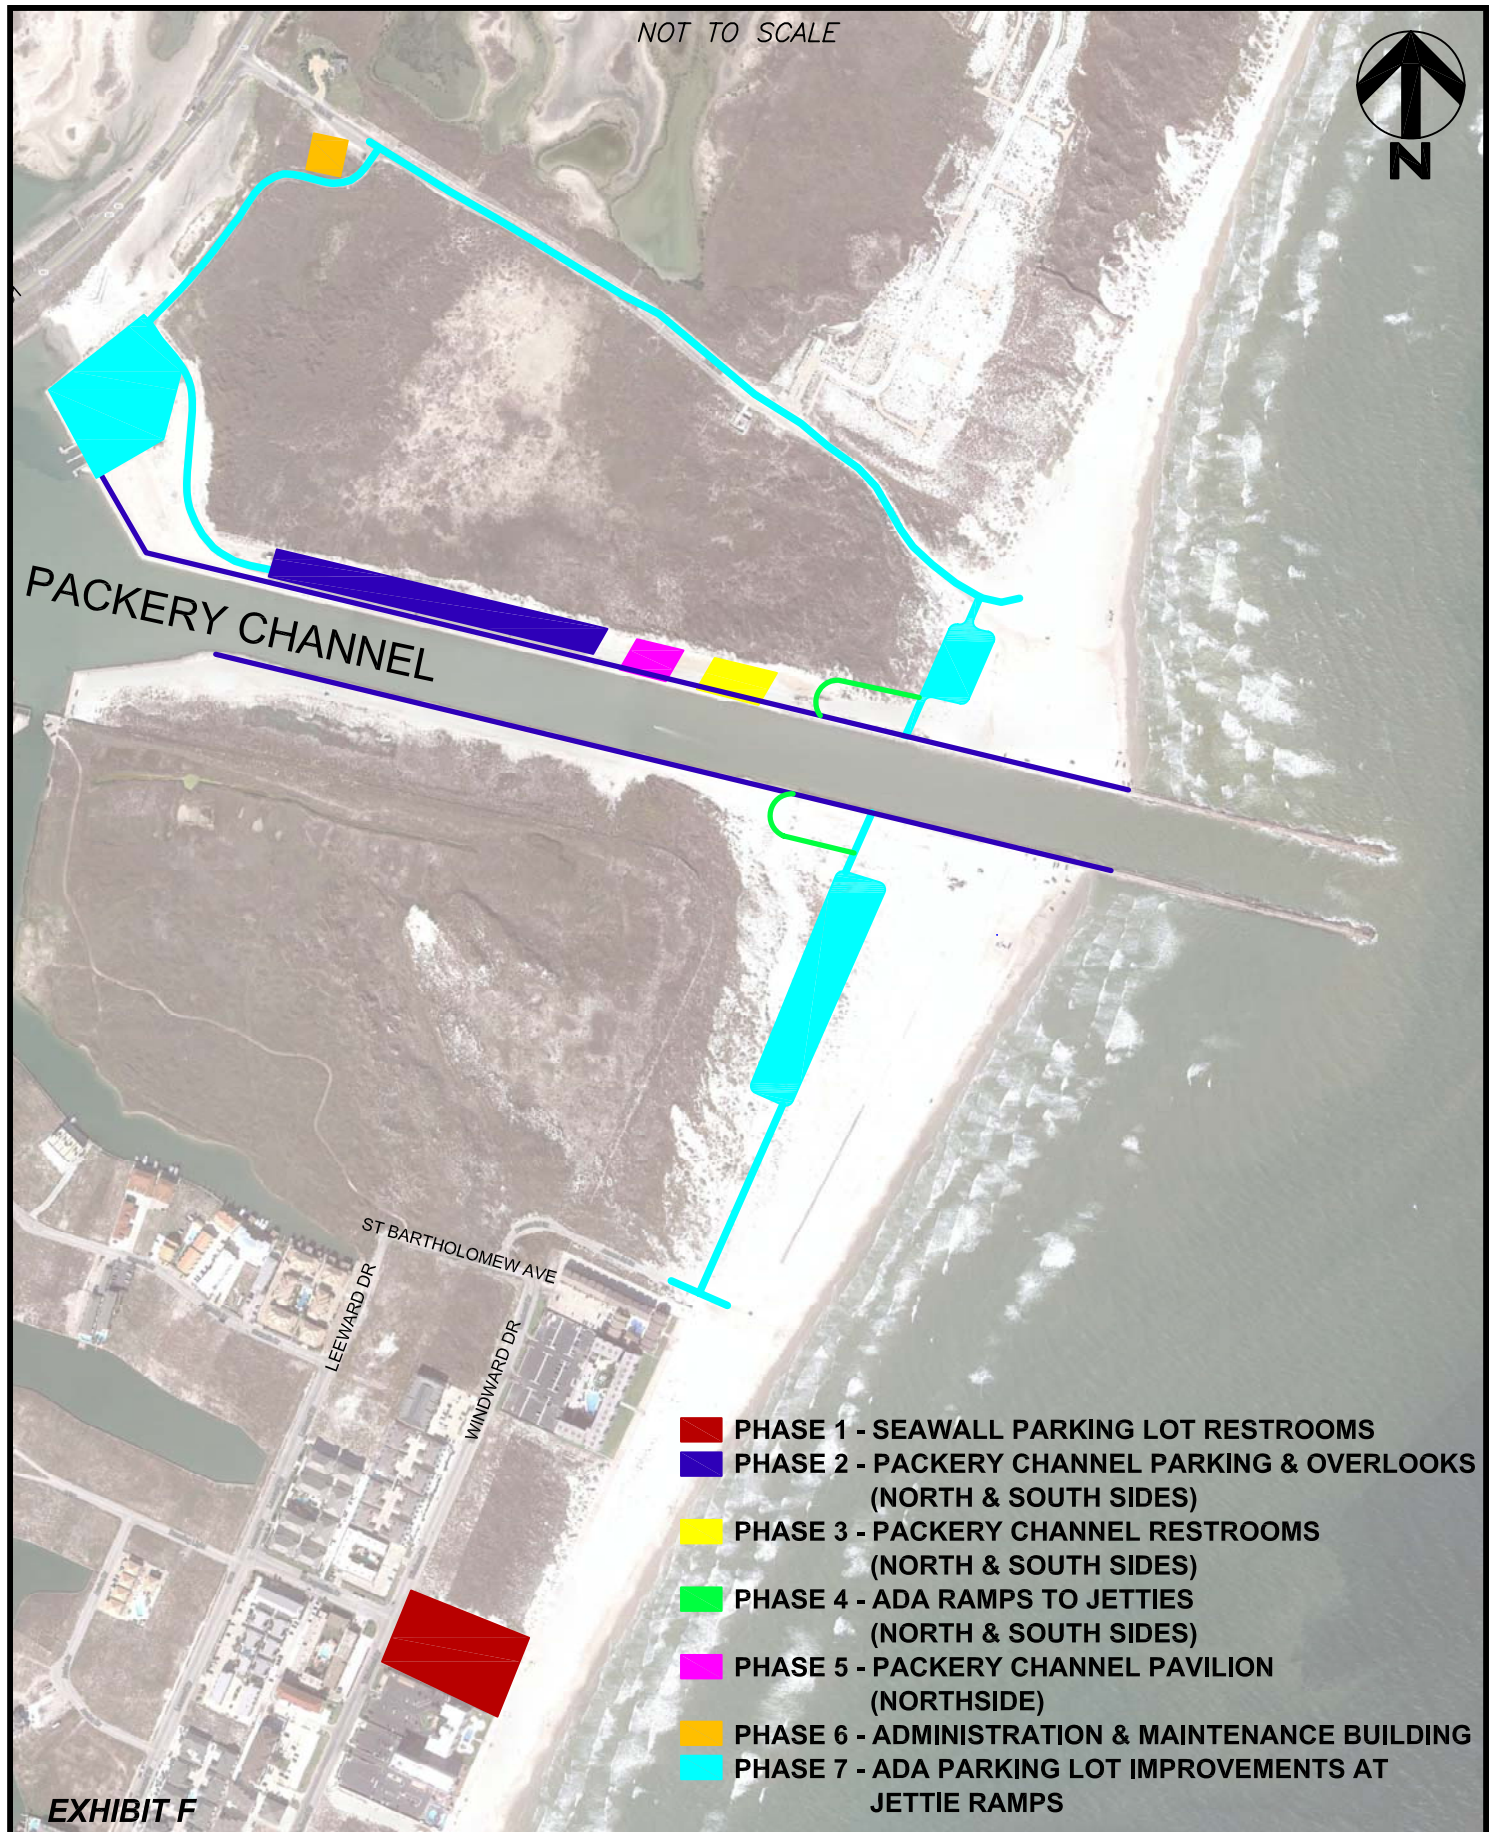 NOT TO SCALE
N
PACKERY CHANNEL
ST BARTHOLOMEW AVE
LEEWARD DR
WINDWARD DR
PHASE 1 - SEAWALL PARKING LOT RESTROOMS
PHASE 2 - PACKERY CHANNEL PARKING & OVERLOOKS
(NORTH & SOUTH SIDES)
PHASE 3 - PACKERY CHANNEL RESTROOMS
(NORTH & SOUTH SIDES)
PHASE 4 - ADA RAMPS TO JETTIES
(NORTH & SOUTH SIDES)
PHASE 5 - PACKERY CHANNEL PAVILION
(NORTHSIDE)
PHASE 6 - ADMINISTRATION & MAINTENANCE BUILDING
PHASE 7 - ADA PARKING LOT IMPROVEMENTS AT
JETTIE RAMPS
EXHIBIT F